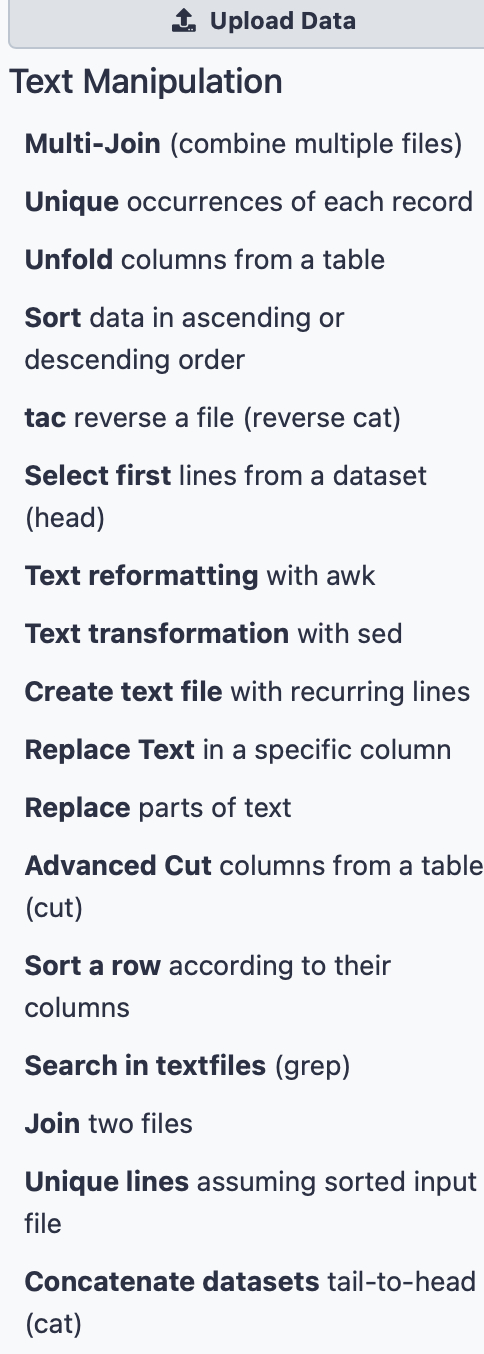 Upload Data
Text Manipulation
Multi-Join (combine multiple files)
Unique occurrences of each record
Unfold columns from a table
Sort data in ascending or
descending order
tac reverse a file (reverse cat)
Select first lines from a dataset
(head)
Text reformatting with awk
Text transformation with sed
Create text file with recurring lines
Replace Text in a specific column
Replace parts of text
Advanced Cut columns from a table
(cut)
Sort a row according to their
columns
Search in textfiles (grep)
Join two files
Unique lines assuming sorted input
file
Concatenate datasets tail-to-head
(cat)